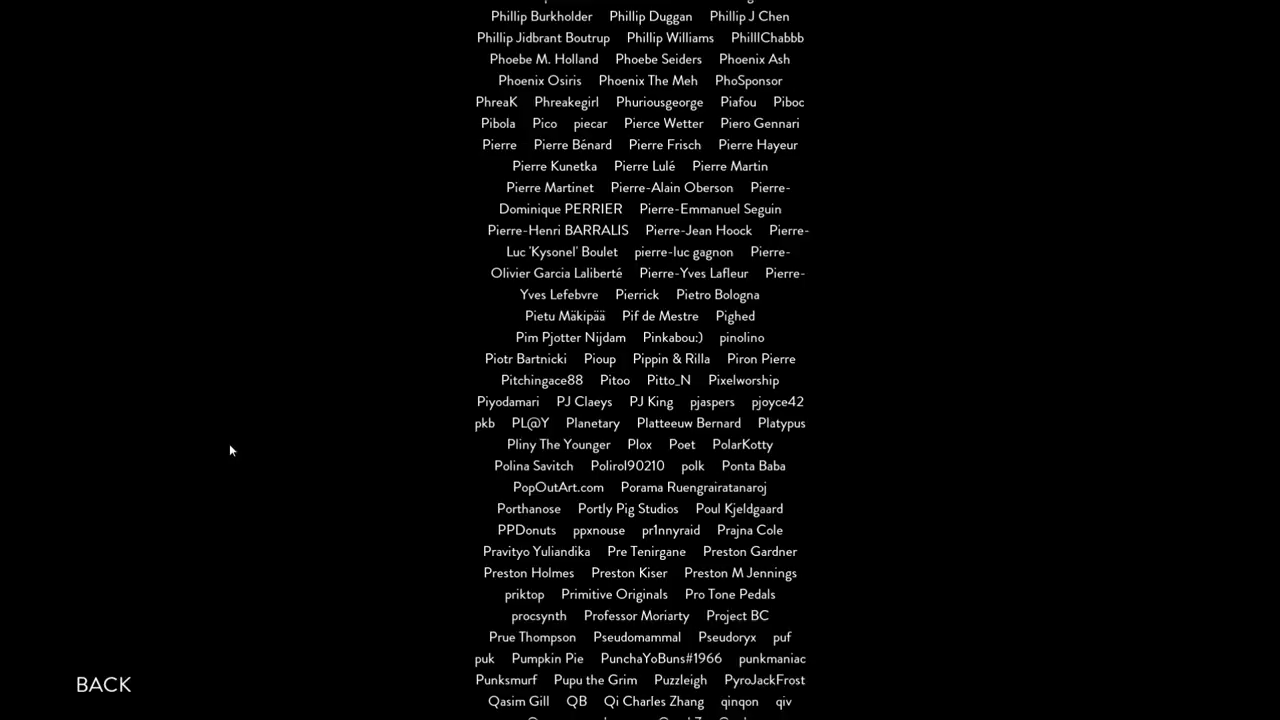 Phillip Burkholder Phillip Duggan Phillip J Chen
Phillip Jidbrant Boutrup Phillip Williams PhilllChabbb
Phoebe M. Holland Phoebe Seiders Phoenix Ash
Phoenix Osiris Phoenix The Meh PhoSponsor
PhreaK Phreakegirl Phuriousgeorge Piafou Piboc
Pibola Pico piecar Pierce Wetter Piero Gennari
Pierre Pierre Bénard Pierre Frisch Pierre Hayeur
Pierre Kunetka Pierre Lulé Pierre Martin
Pierre Martinet Pierre-Alain Oberson Pierre-
Dominique PERRIER Pierre-Emmanuel Seguin
Pierre-Henri BARRALIS Pierre-Jean Hoock Pierre-
Luc 'Kysonel' Boulet pierre-luc gagnon Pierre-
Olivier Garcia Laliberté Pierre-Yves Lafleur Pierre-
Yves Lefebvre Pierrick Pietro Bologna
Pietu Mäkipää Pif de Mestre Pighed
Pim Pjotter Nijdam Pinkabou:) pinolino
Piotr Bartnicki Pioup Pippin & Rilla Piron Pierre
Pitchingace88 Pitoo Pitto_N Pixelworship
Piyodamari PJ Claeys PJ King pjaspers pjoyce42
pkb PL@Y Planetary Platteeuw Bernard Platypus
Pliny The Younger Plox Poet PolarKotty
Polina Savitch Polirol90210 polk Ponta Baba
PopOutArt.com Porama Ruengrairatanaroj
Porthanose Portly Pig Studios Poul Kjeldgaard
PPDonuts ppxnouse pr1nnyraid Prajna Cole
Pravityo Yuliandika Pre Tenirgane Preston Gardner
Preston Holmes Preston Kiser Preston M Jennings
priktop Primitive Originals Pro Tone Pedals
procsynth Professor Moriarty Project BC
Prue Thompson Pseudomammal Pseudoryx puf
puk Pumpkin Pie PunchaYoBuns#1966 punkmaniac
Punksmurf Pupu the Grim Puzzleigh PyroJackFrost
Qasim Gill QB Qi Charles Zhang qinqon qiv
BACK